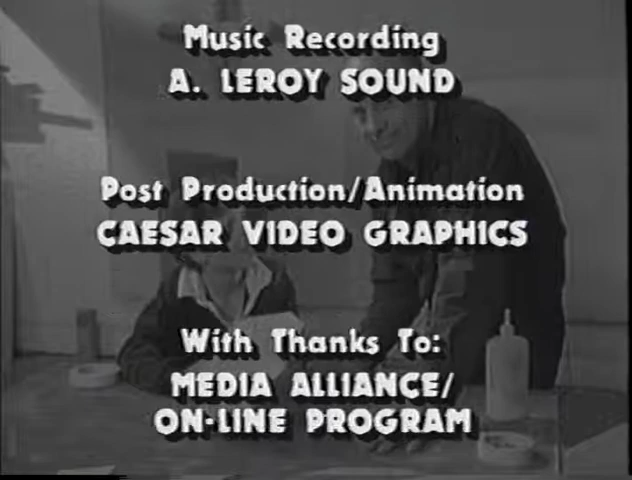 Music Recording
A. LEROY SOUND
Post Production/Animation
CAESAR VIDEO GRAPHICS
With Thanks To:
MEDIA ALLIANCE/
ON-LINE PROGRAM